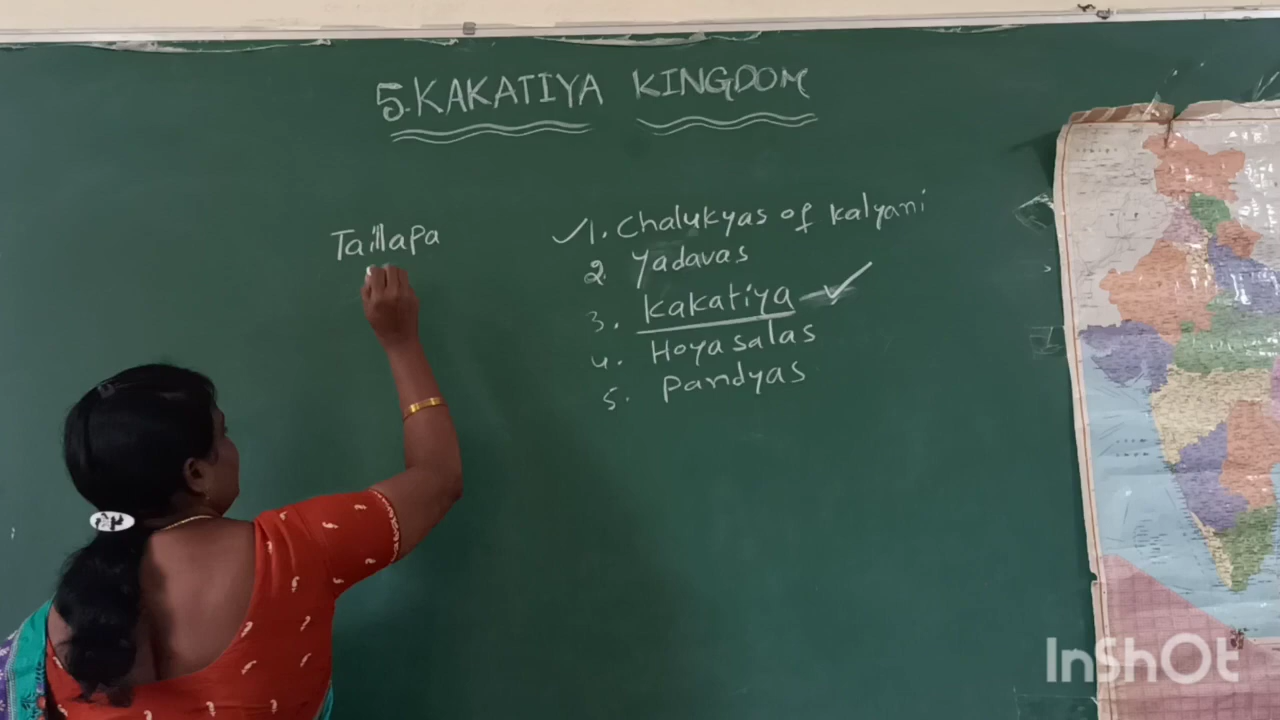 5. KAKATIYA KINGDOM
Taillapa
✓1. Chalukyas of Kalyani
2. Yadavas
3. Kakatiya ✓
4. Hoyasalas
5. Pandyas
InShOt